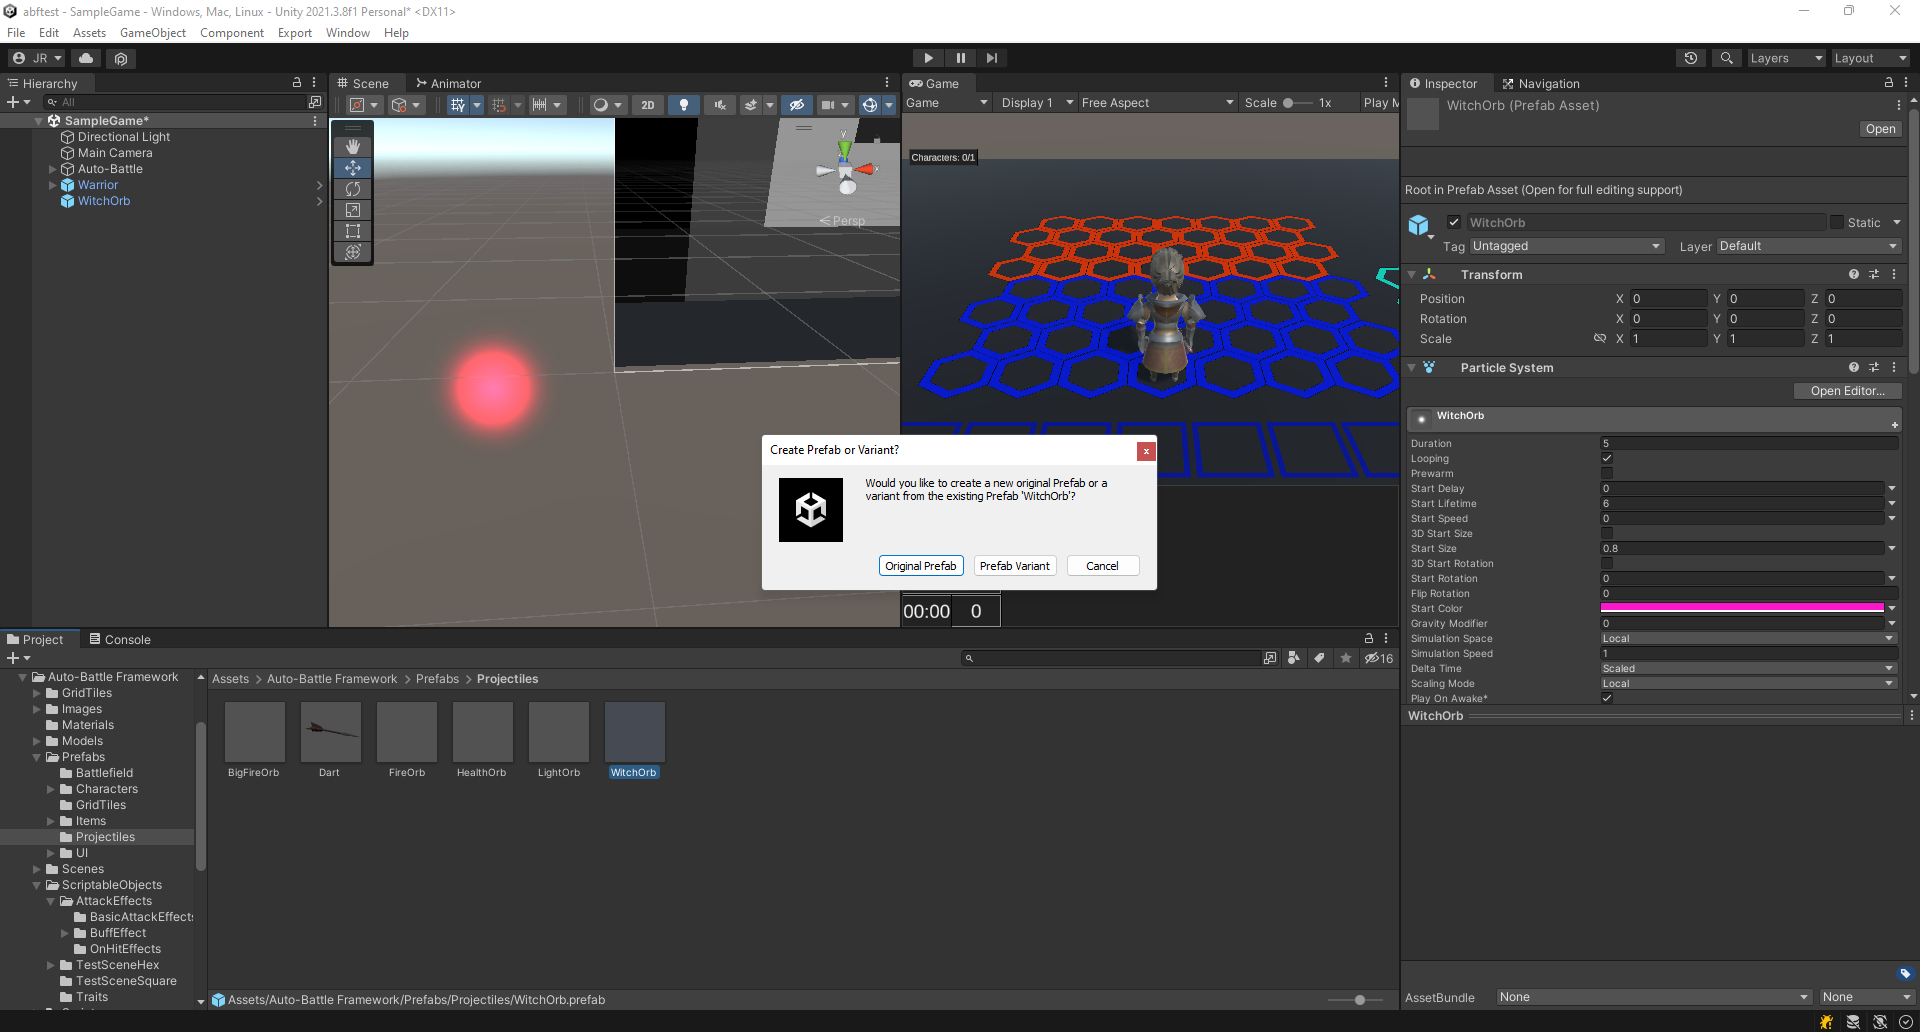 abftest - SampleGame - Windows, Mac, Linux - Unity 2021.3.8f1 Personal* <DX11>
File Edit Assets GameObject Component Export Window Help
JR
Layers Layout
Hierarchy
All
SampleGame*
Directional Light
Main Camera
Auto-Battle
Warrior
WitchOrb
Scene Animator
2D
y
x
Persp
Game
Game Display 1 Free Aspect Scale 1x Play M
Characters: 0/1
00:00 0
Create Prefab or Variant?
x
Would you like to create a new original Prefab or a
variant from the existing Prefab 'WitchOrb'?
Original Prefab Prefab Variant Cancel
Inspector Navigation
WitchOrb (Prefab Asset)
Open
Root in Prefab Asset (Open for full editing support)
WitchOrb Static
Tag Untagged Layer Default
Transform
Position X 0 Y 0 Z 0
Rotation X 0 Y 0 Z 0
Scale X 1 Y 1 Z 1
Particle System
Open Editor...
WitchOrb
Duration 5
Looping
Prewarm
Start Delay 0
Start Lifetime 6
Start Speed 0
3D Start Size
Start Size 0.8
3D Start Rotation
Start Rotation 0
Flip Rotation 0
Start Color
Gravity Modifier 0
Simulation Space Local
Simulation Speed 1
Delta Time Scaled
Scaling Mode Local
Play On Awake*
WitchOrb
AssetBundle None None
Project Console
16
Auto-Battle Framework
GridTiles
Images
Materials
Models
Prefabs
Battlefield
Characters
GridTiles
Items
Projectiles
UI
Scenes
ScriptableObjects
AttackEffects
BasicAttackEffects
BuffEffect
OnHitEffects
TestSceneHex
TestSceneSquare
Traits
Assets > Auto-Battle Framework > Prefabs > Projectiles
BigFireOrb Dart FireOrb HealthOrb LightOrb WitchOrb
Assets/Auto-Battle Framework/Prefabs/Projectiles/WitchOrb.prefab